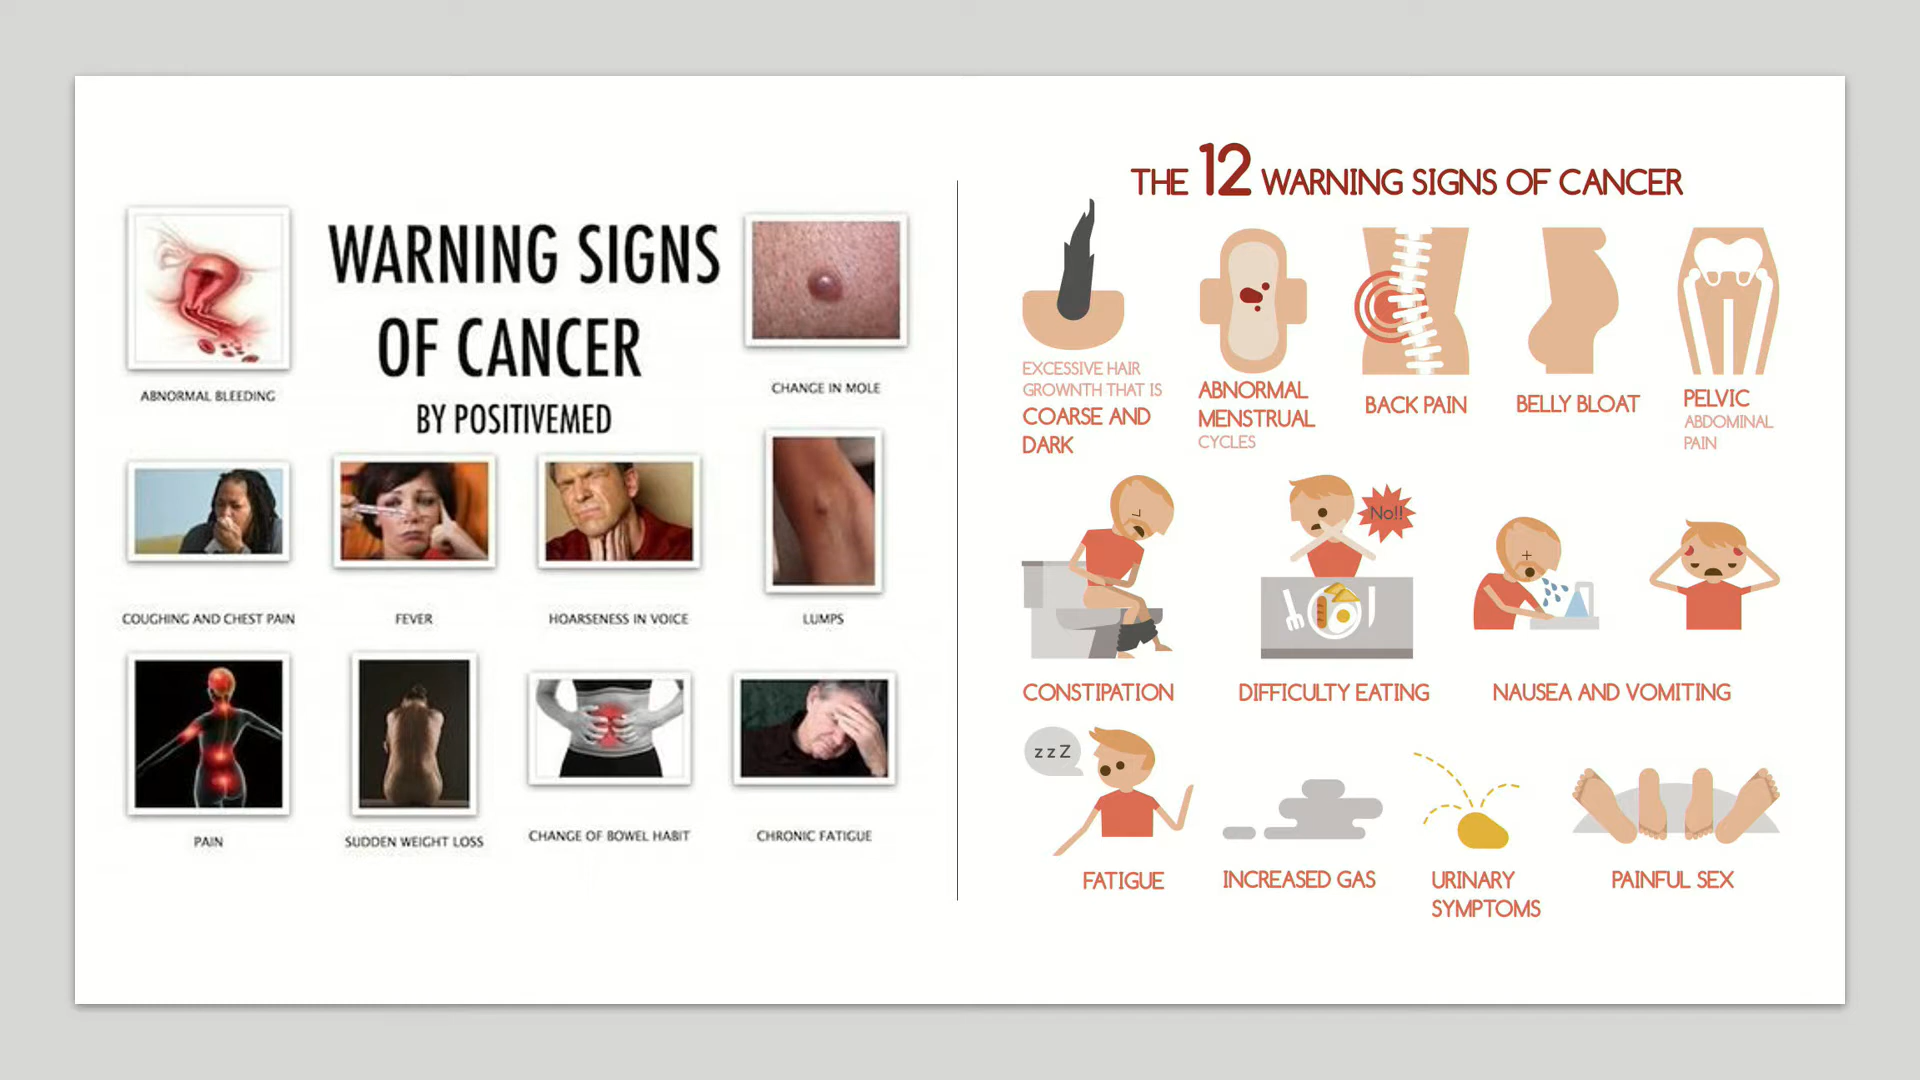 WARNING SIGNS
OF CANCER
BY POSITIVEMED
ABNORMAL BLEEDING
CHANGE IN MOLE
COUGHING AND CHEST PAIN
FEVER
HOARSENESS IN VOICE
LUMPS
PAIN
SUDDEN WEIGHT LOSS
CHANGE OF BOWEL HABIT
CHRONIC FATIGUE
THE 12 WARNING SIGNS OF CANCER
EXCESSIVE HAIR
GROWNTH THAT IS
COARSE AND
DARK
ABNORMAL
MENSTRUAL
CYCLES
BACK PAIN
BELLY BLOAT
PELVIC
ABDOMINAL
PAIN
No!!
CONSTIPATION
DIFFICULTY EATING
NAUSEA AND VOMITING
zzZ
FATIGUE
INCREASED GAS
URINARY
SYMPTOMS
PAINFUL SEX